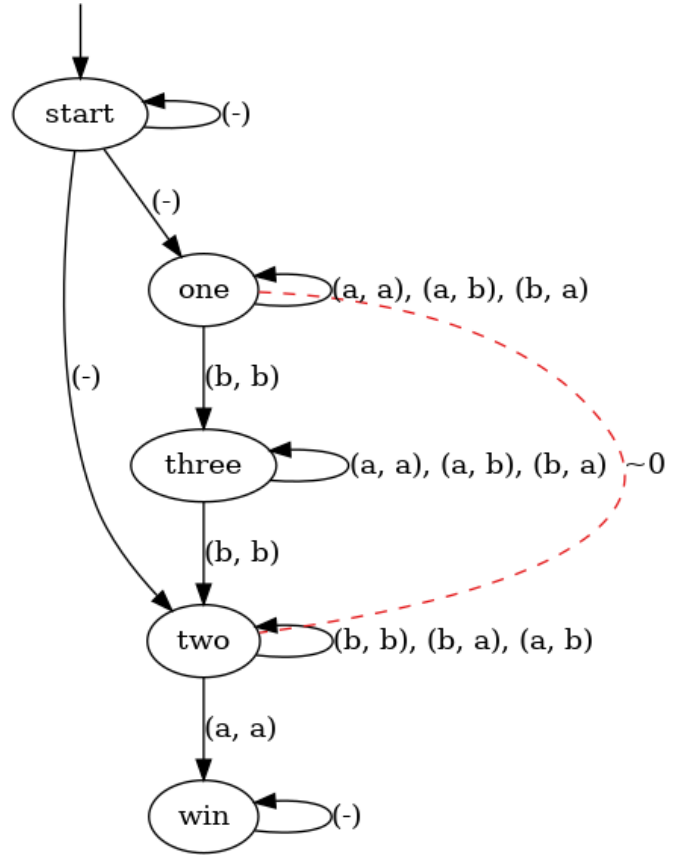 start
(-)
(-)
one
(a, a), (a, b), (b, a)
(-)
(b, b)
three
(a, a), (a, b), (b, a)
~0
(b, b)
two
(b, b), (b, a), (a, b)
(a, a)
win
(-)